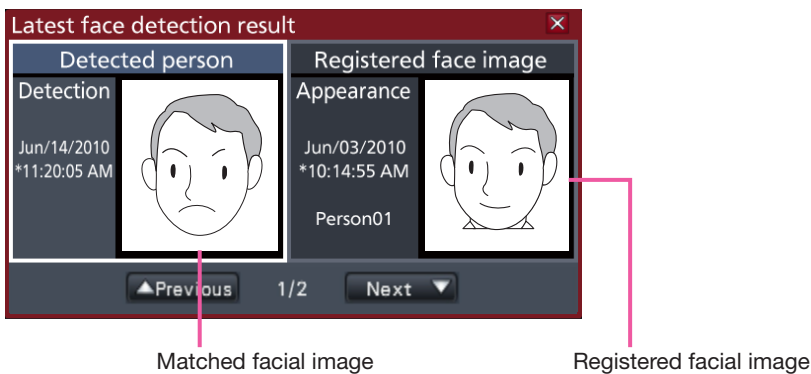 Latest face detection result
Detected person
Detection
Jun/14/2010
*11:20:05 AM
Registered face image
Appearance
Jun/03/2010
*10:14:55 AM
Person01
▲Previous 1/2 Next ▼
Matched facial image
Registered facial image